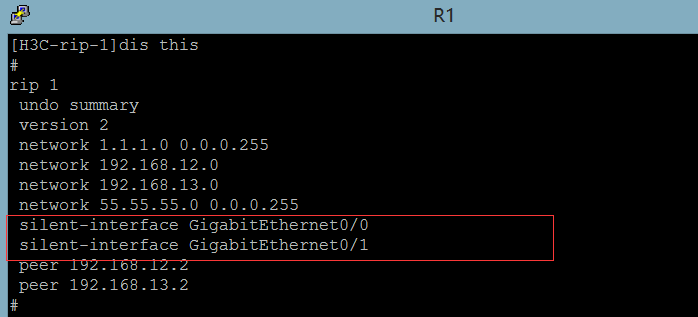 R1
[H3C-rip-1]dis this
#
rip 1
 undo summary
 version 2
 network 1.1.1.0 0.0.0.255
 network 192.168.12.0
 network 192.168.13.0
 network 55.55.55.0 0.0.0.255
 silent-interface GigabitEthernet0/0
 silent-interface GigabitEthernet0/1
 peer 192.168.12.2
 peer 192.168.13.2
#